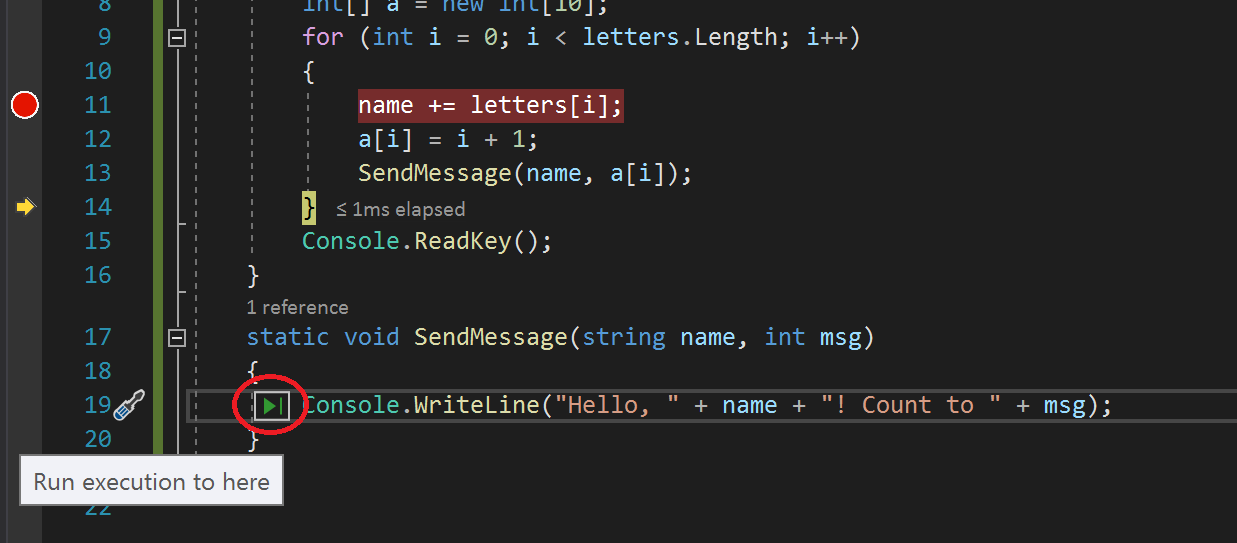 8 int[] a = new int[10];
9 for (int i = 0; i < letters.Length; i++)
10 {
11 name += letters[i];
12 a[i] = i + 1;
13 SendMessage(name, a[i]);
14 } ≤ 1ms elapsed
15 Console.ReadKey();
16 }
1 reference
17 static void SendMessage(string name, int msg)
18 {
19 Console.WriteLine("Hello, " + name + "! Count to " + msg);
20 }
Run execution to here
22